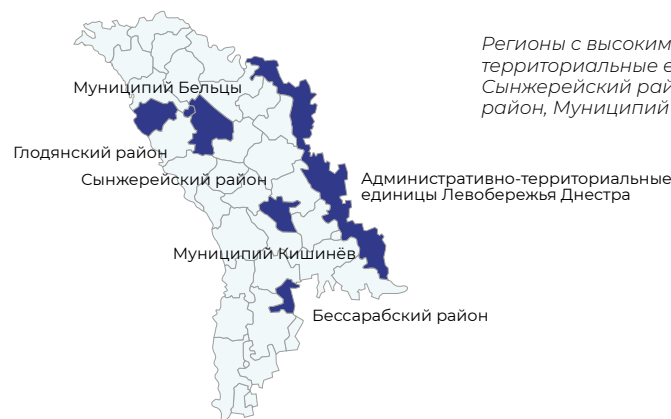 Регионы с высоким
территориальные е
Сынжерейский рай
район, Муниципий
Муниципий Бельцы
Глодянский район
Сынжерейский район
Административно-территориальные
единицы Левобережья Днестра
Муниципий Кишинёв
Бессарабский район